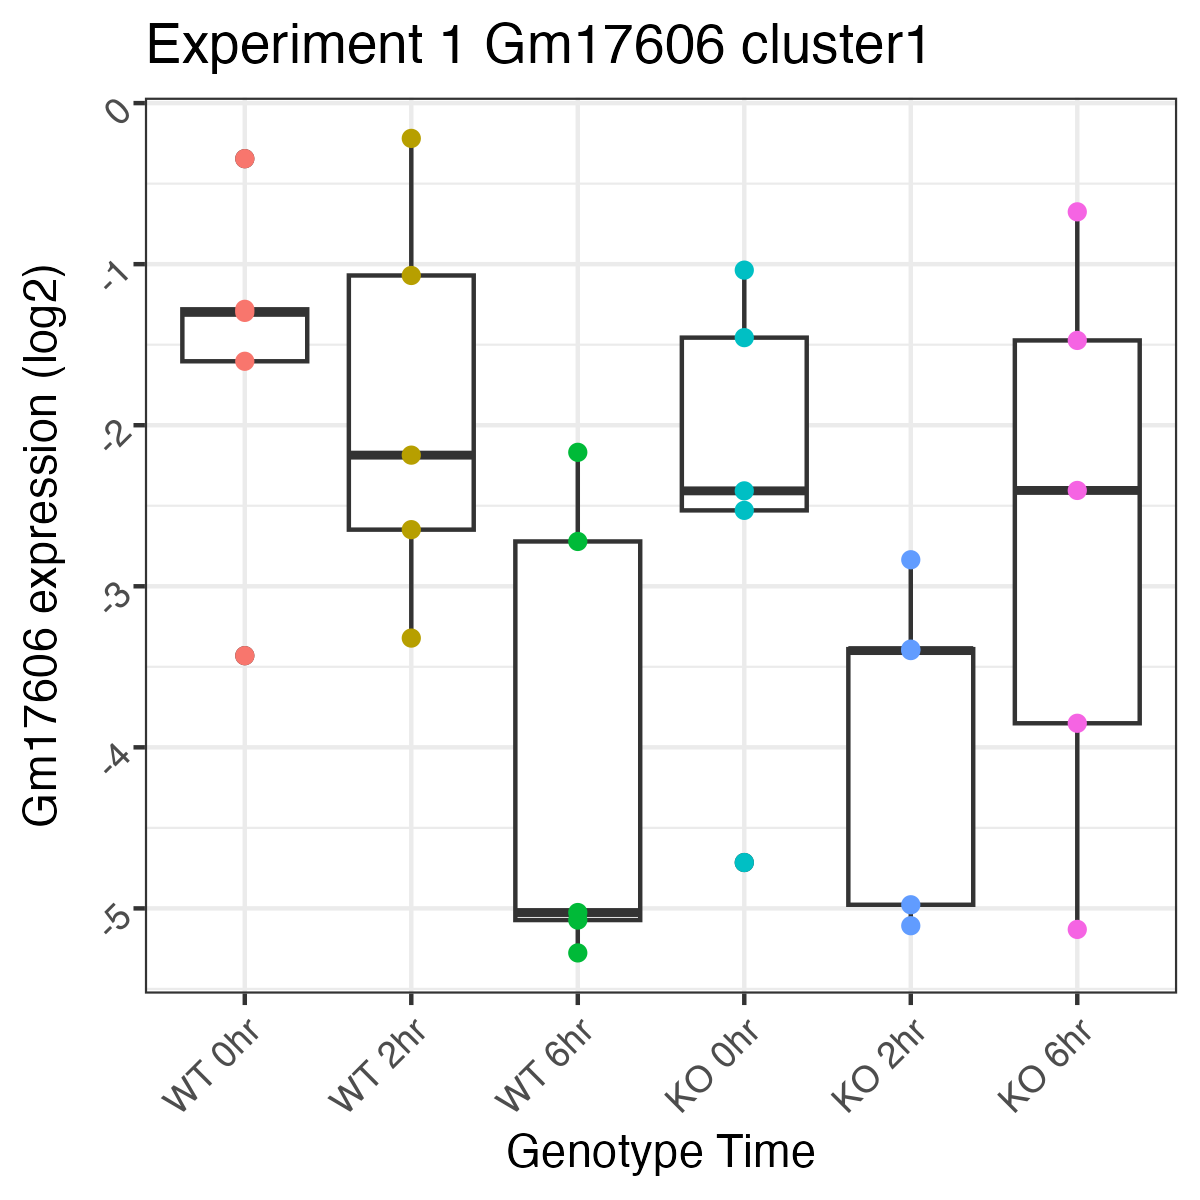 Experiment 1 Gm17606 cluster1
Gm17606 expression (log2)
0
-1
-2
-3
-4
-5
WT 0hr
WT 2hr
WT 6hr
KO 0hr
KO 2hr
KO 6hr
Genotype Time